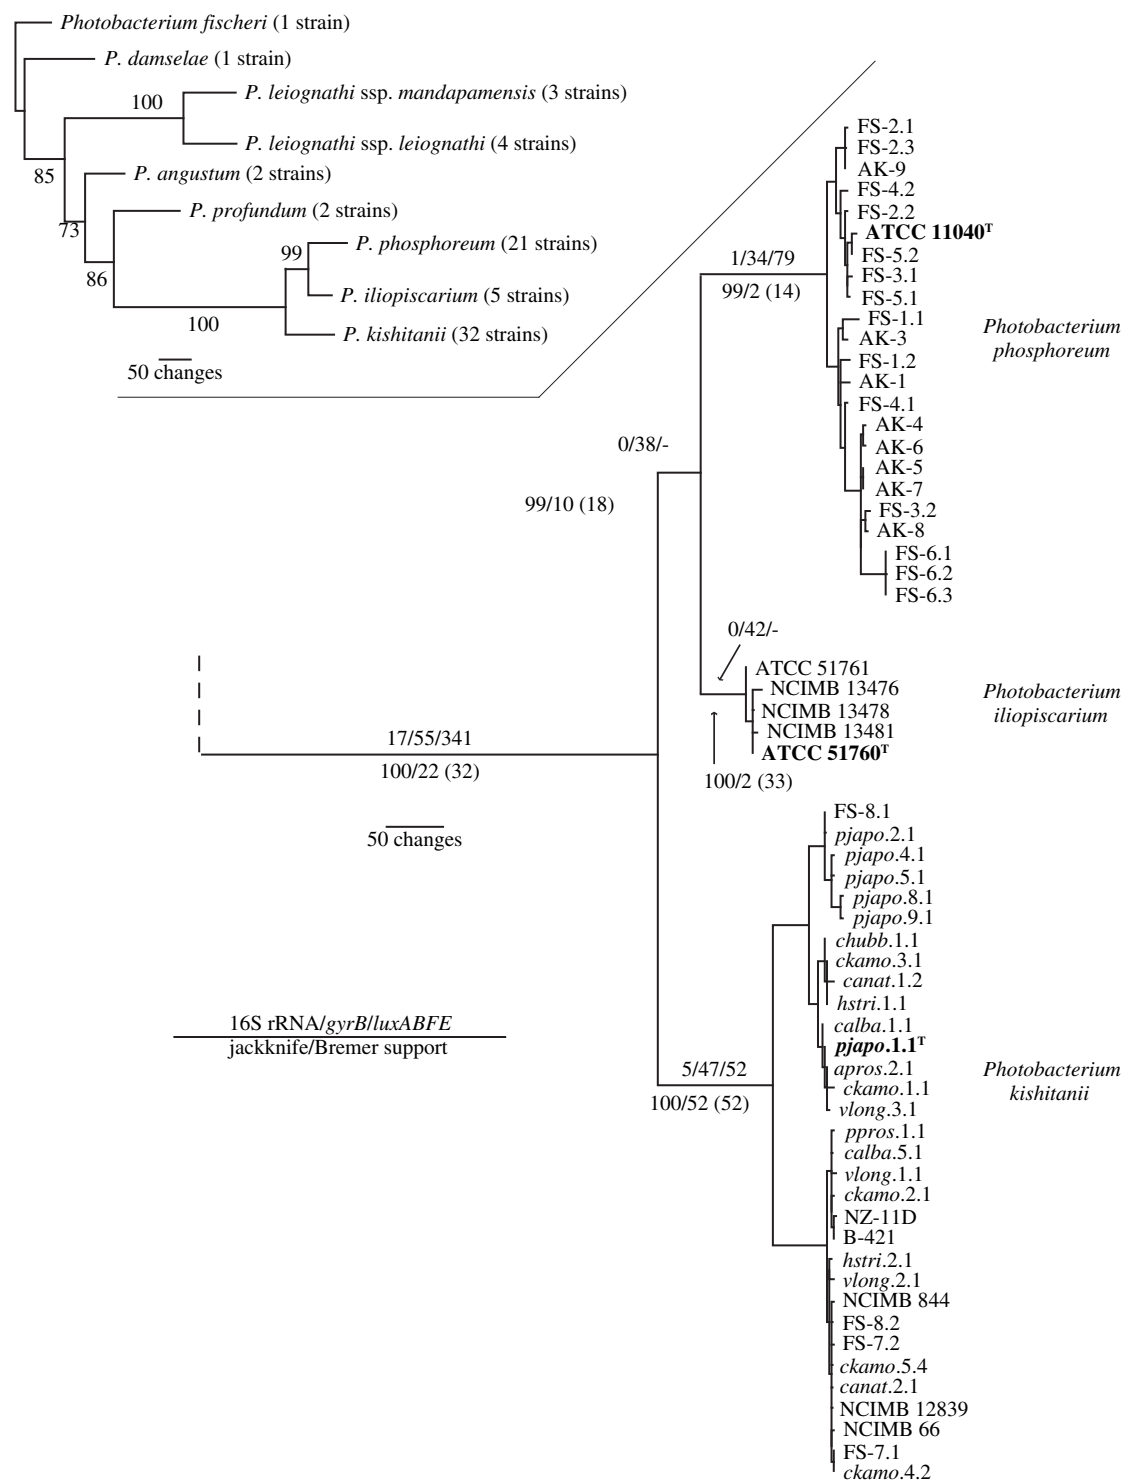 Photobacterium fischeri (1 strain)
P. damselae (1 strain)
100
P. leiognathi ssp. mandapamensis (3 strains)
P. leiognathi ssp. leiognathi (4 strains)
85
P. angustum (2 strains)
73
P. profundum (2 strains)
86
99
P. phosphoreum (21 strains)
P. iliopiscarium (5 strains)
100
P. kishitanii (32 strains)
50 changes
FS-2.1
FS-2.3
AK-9
FS-4.2
FS-2.2
ATCC 11040T
FS-5.2
FS-3.1
FS-5.1
FS-1.1
AK-3
FS-1.2
AK-1
FS-4.1
AK-4
AK-6
AK-5
AK-7
FS-3.2
AK-8
FS-6.1
FS-6.2
FS-6.3
1/34/79
99/2 (14)
Photobacterium
phosphoreum
0/38/-
99/10 (18)
0/42/-
ATCC 51761
NCIMB 13476
NCIMB 13478
NCIMB 13481
ATCC 51760T
100/2 (33)
Photobacterium
iliopiscarium
17/55/341
100/22 (32)
50 changes
FS-8.1
pjapo.2.1
pjapo.4.1
pjapo.5.1
pjapo.8.1
pjapo.9.1
chubb.1.1
ckamo.3.1
canat.1.2
hstri.1.1
calba.1.1
pjapo.1.1T
apros.2.1
ckamo.1.1
vlong.3.1
ppros.1.1
calba.5.1
vlong.1.1
ckamo.2.1
NZ-11D
B-421
hstri.2.1
vlong.2.1
NCIMB 844
FS-8.2
FS-7.2
ckamo.5.4
canat.2.1
NCIMB 12839
NCIMB 66
FS-7.1
ckamo.4.2
5/47/52
100/52 (52)
Photobacterium
kishitanii
16S rRNA/gyrB/luxABFE
jackknife/Bremer support